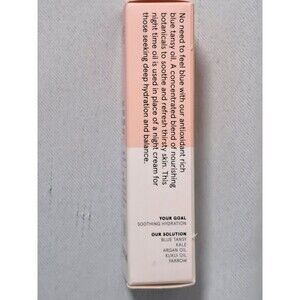 No need to feel blue with our antioxidant rich
blue tansy oil. A concentrated blend of nourishing
botanicals to soothe and refresh thirsty skin. This
night time oil is used in place of a night cream for
those seeking deep hydration and balance.
YOUR GOAL
SOOTHING HYDRATION
OUR SOLUTION
BLUE TANSY
KALE
ARGAN OIL
KUKUI OIL
YARROW